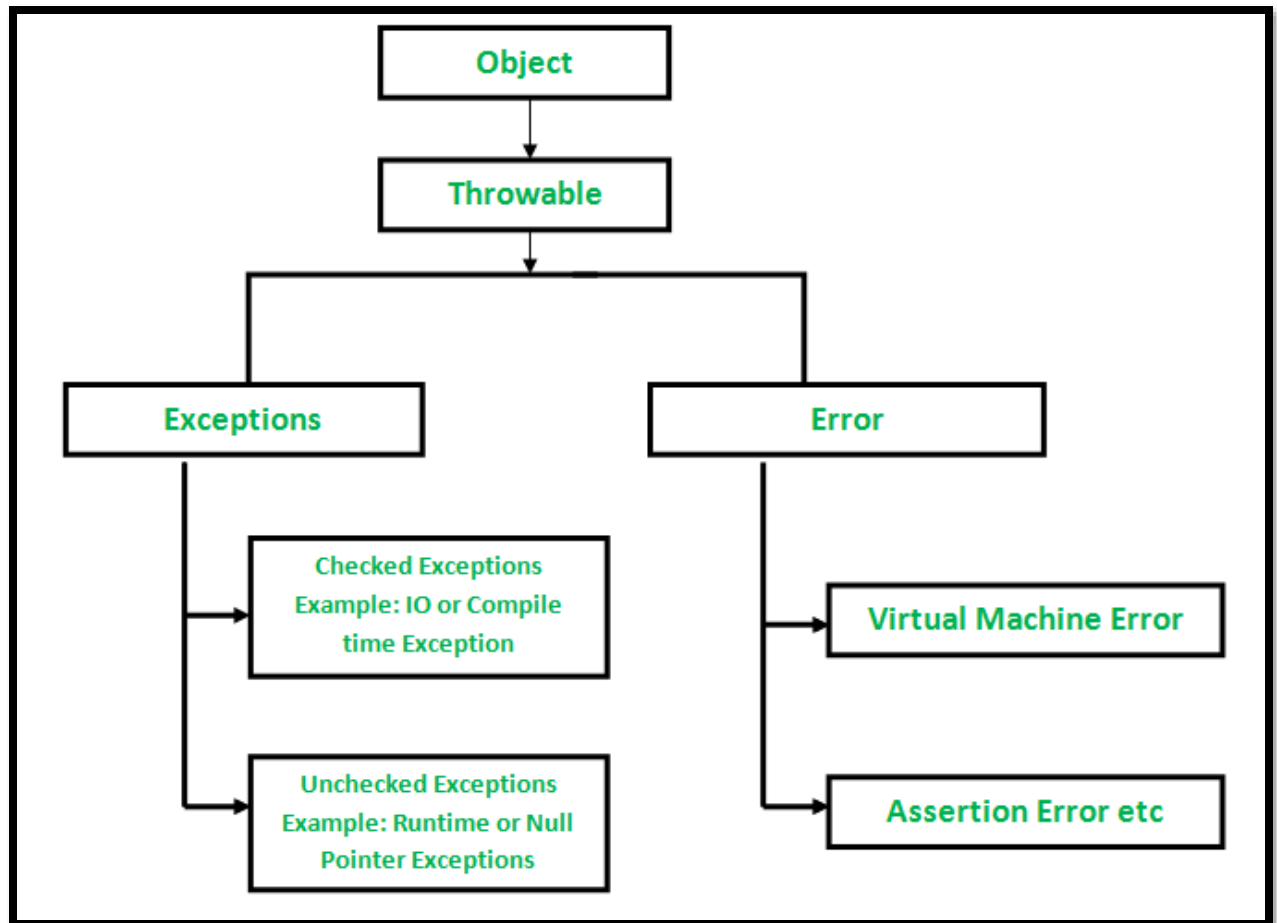 Object
Throwable
Exceptions
Error
Checked Exceptions
Example: IO or Compile
time Exception
Unchecked Exceptions
Example: Runtime or Null
Pointer Exceptions
Virtual Machine Error
Assertion Error etc